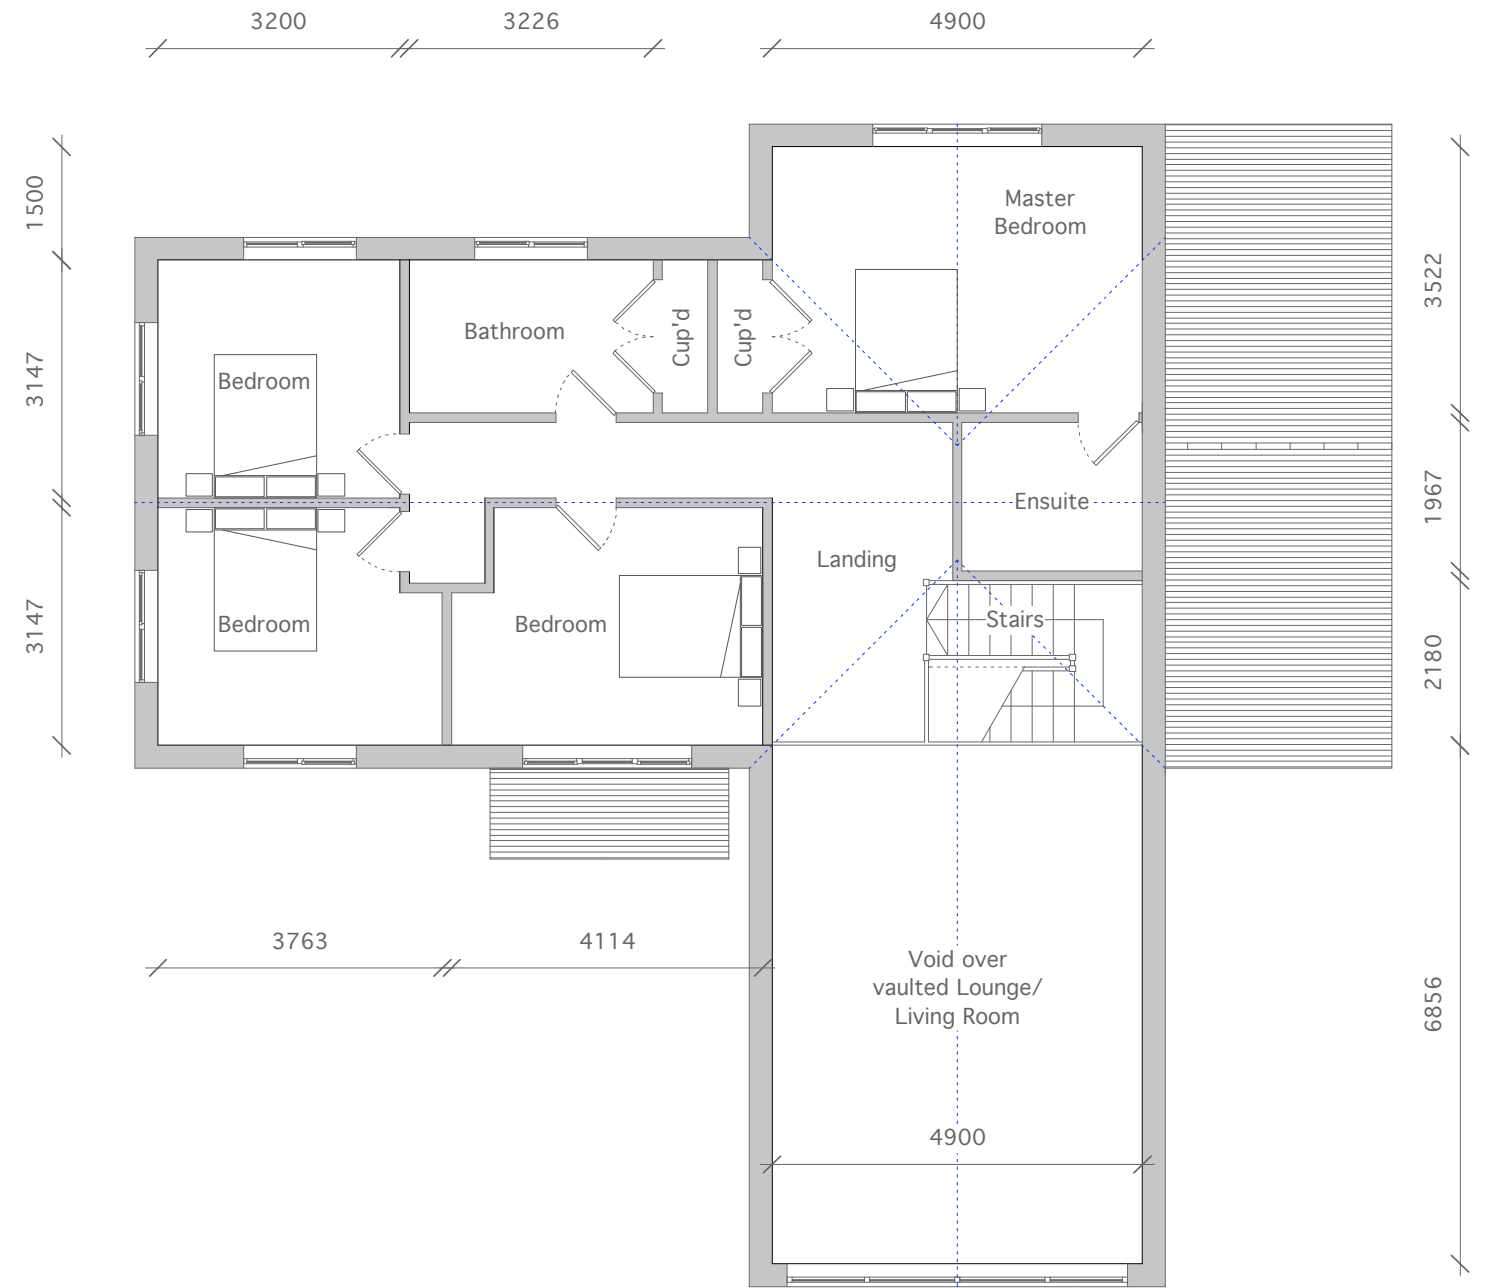 3200
3226
4900
1500
3147
3147
3522
1967
2180
6856
Master
Bedroom
Bathroom
Cup'd
Cup'd
Bedroom
Ensuite
Landing
Stairs
Bedroom
Bedroom
3763
4114
Void over
vaulted Lounge/
Living Room
4900